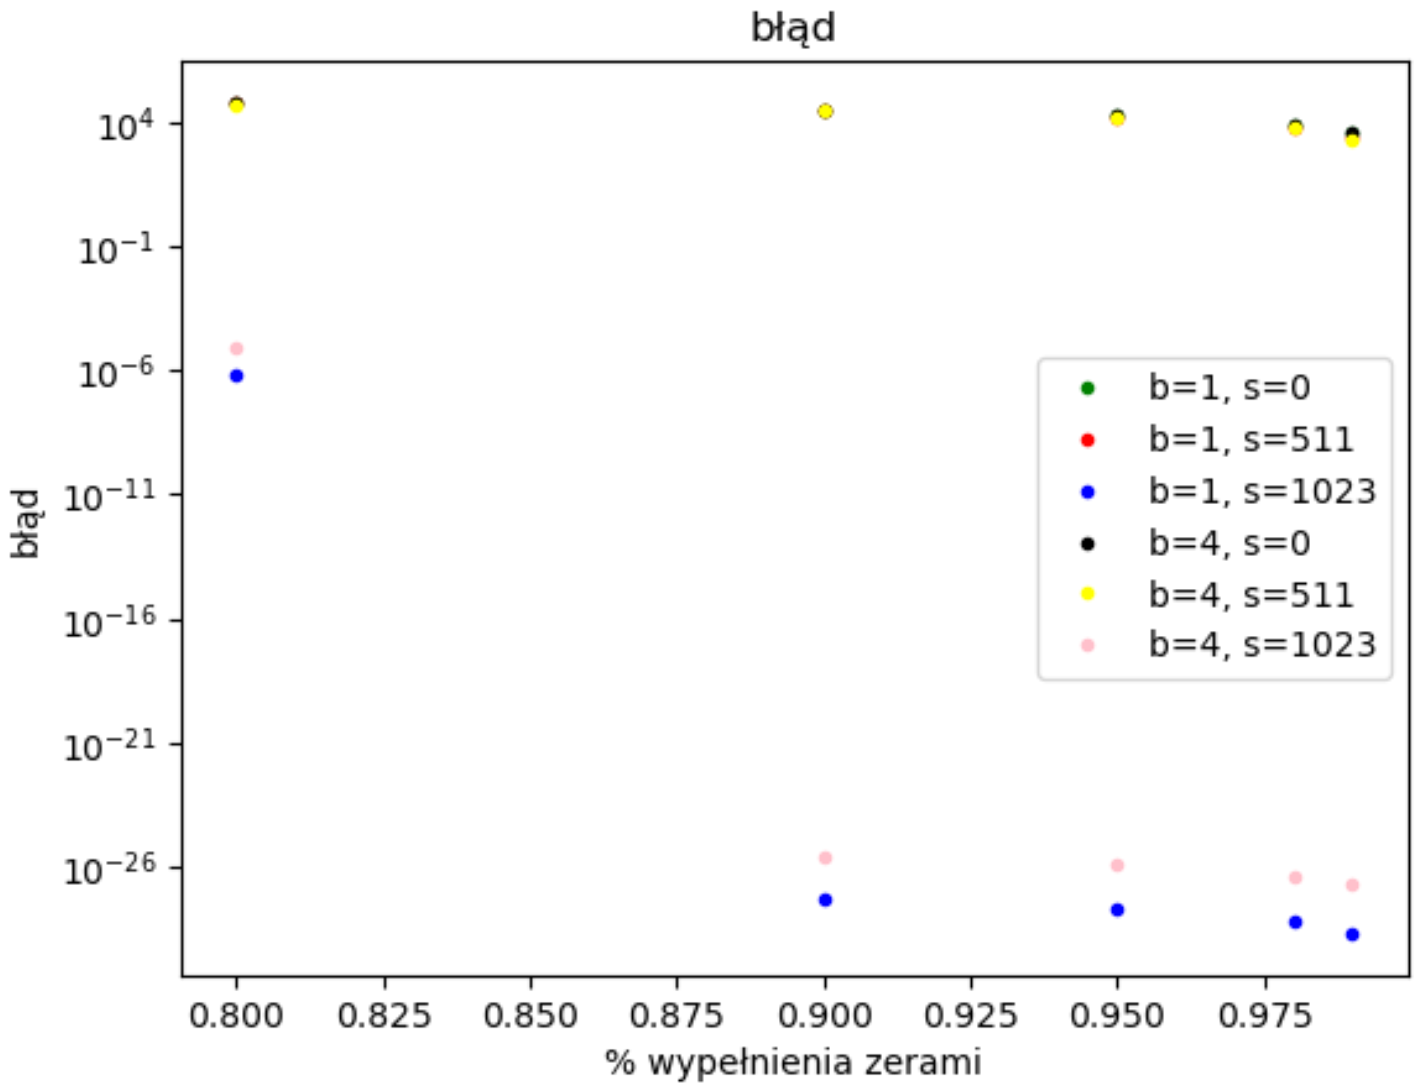 błąd
10⁴
10⁻¹
10⁻⁶
10⁻¹¹
10⁻¹⁶
10⁻²¹
10⁻²⁶
błąd
b=1, s=0
b=1, s=511
b=1, s=1023
b=4, s=0
b=4, s=511
b=4, s=1023
0.800 0.825 0.850 0.875 0.900 0.925 0.950 0.975
% wypełnienia zerami